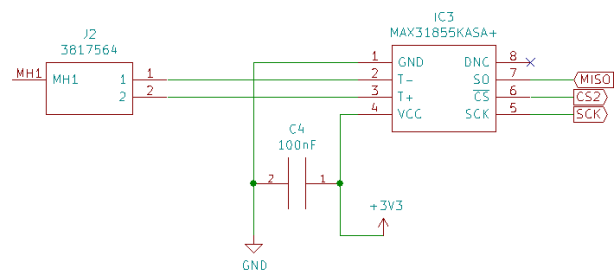 J2
3817564
MH1
MH1
1
2
1
2
IC3
MAX31855KASA+
1
2
3
4
GND
T-
T+
VCC
DNC
SO
CS
SCK
8
7
6
5
MISO
CS2
SCK
C4
100nF
2
1
+3V3
GND